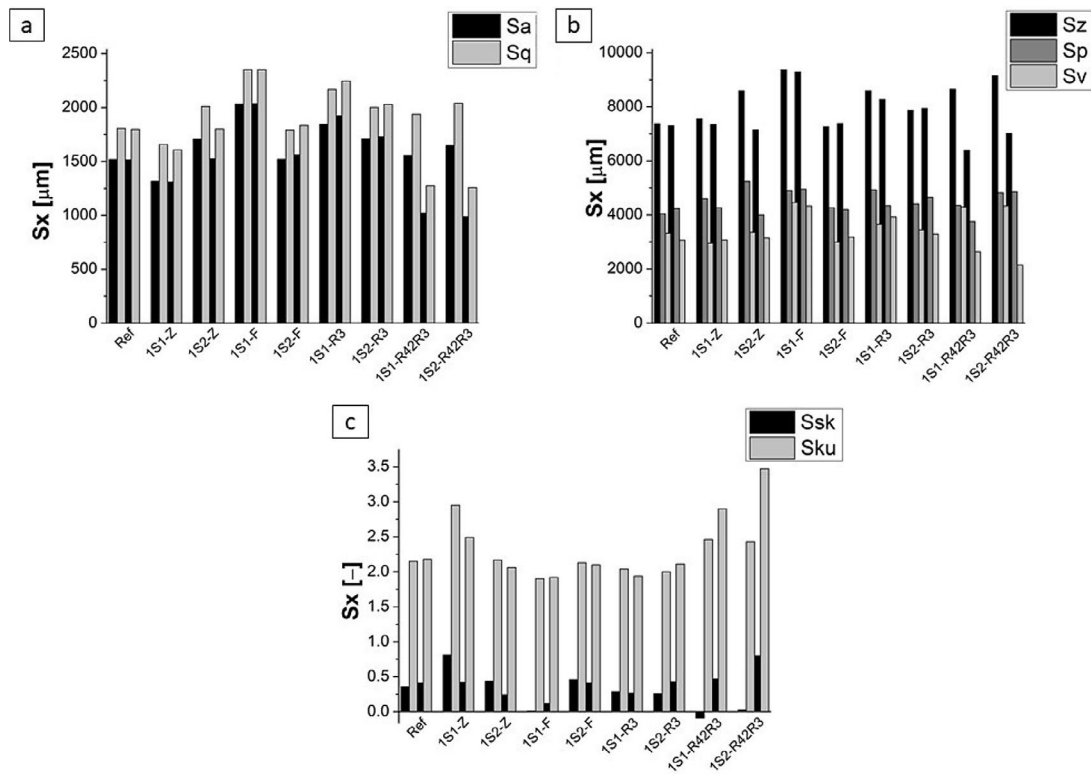 a
Sa
Sq
2500
2000
1500
1000
500
0
Sx [μm]
Ref
1S1-Z
1S2-Z
1S1-F
1S2-F
1S1-R3
1S2-R3
1S1-R42R3
1S2-R42R3
b
Sz
Sp
Sv
10000
8000
6000
4000
2000
0
Sx [μm]
Ref
1S1-Z
1S2-Z
1S1-F
1S2-F
1S1-R3
1S2-R3
1S1-R42R3
1S2-R42R3
c
Ssk
Sku
3.5
3.0
2.5
2.0
1.5
1.0
0.5
0.0
Sx [–]
Ref
1S1-Z
1S2-Z
1S1-F
1S2-F
1S1-R3
1S2-R3
1S1-R42R3
1S2-R42R3